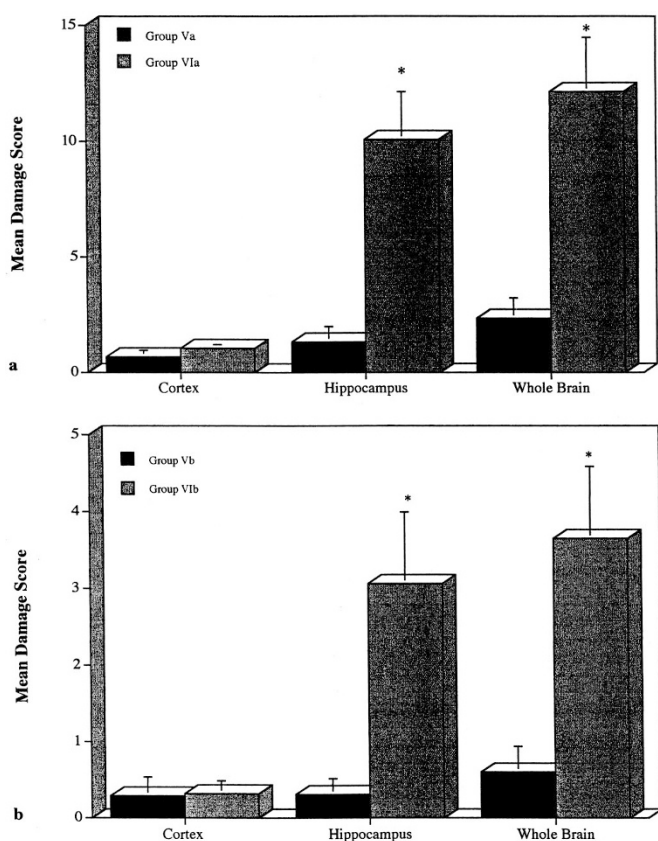 15
Group Va
Group VIa
*
*
10
Mean Damage Score
5
a
0
Cortex Hippocampus Whole Brain
5
Group Vb
Group VIb
*
*
4
3
Mean Damage Score
2
1
b
0
Cortex Hippocampus Whole Brain